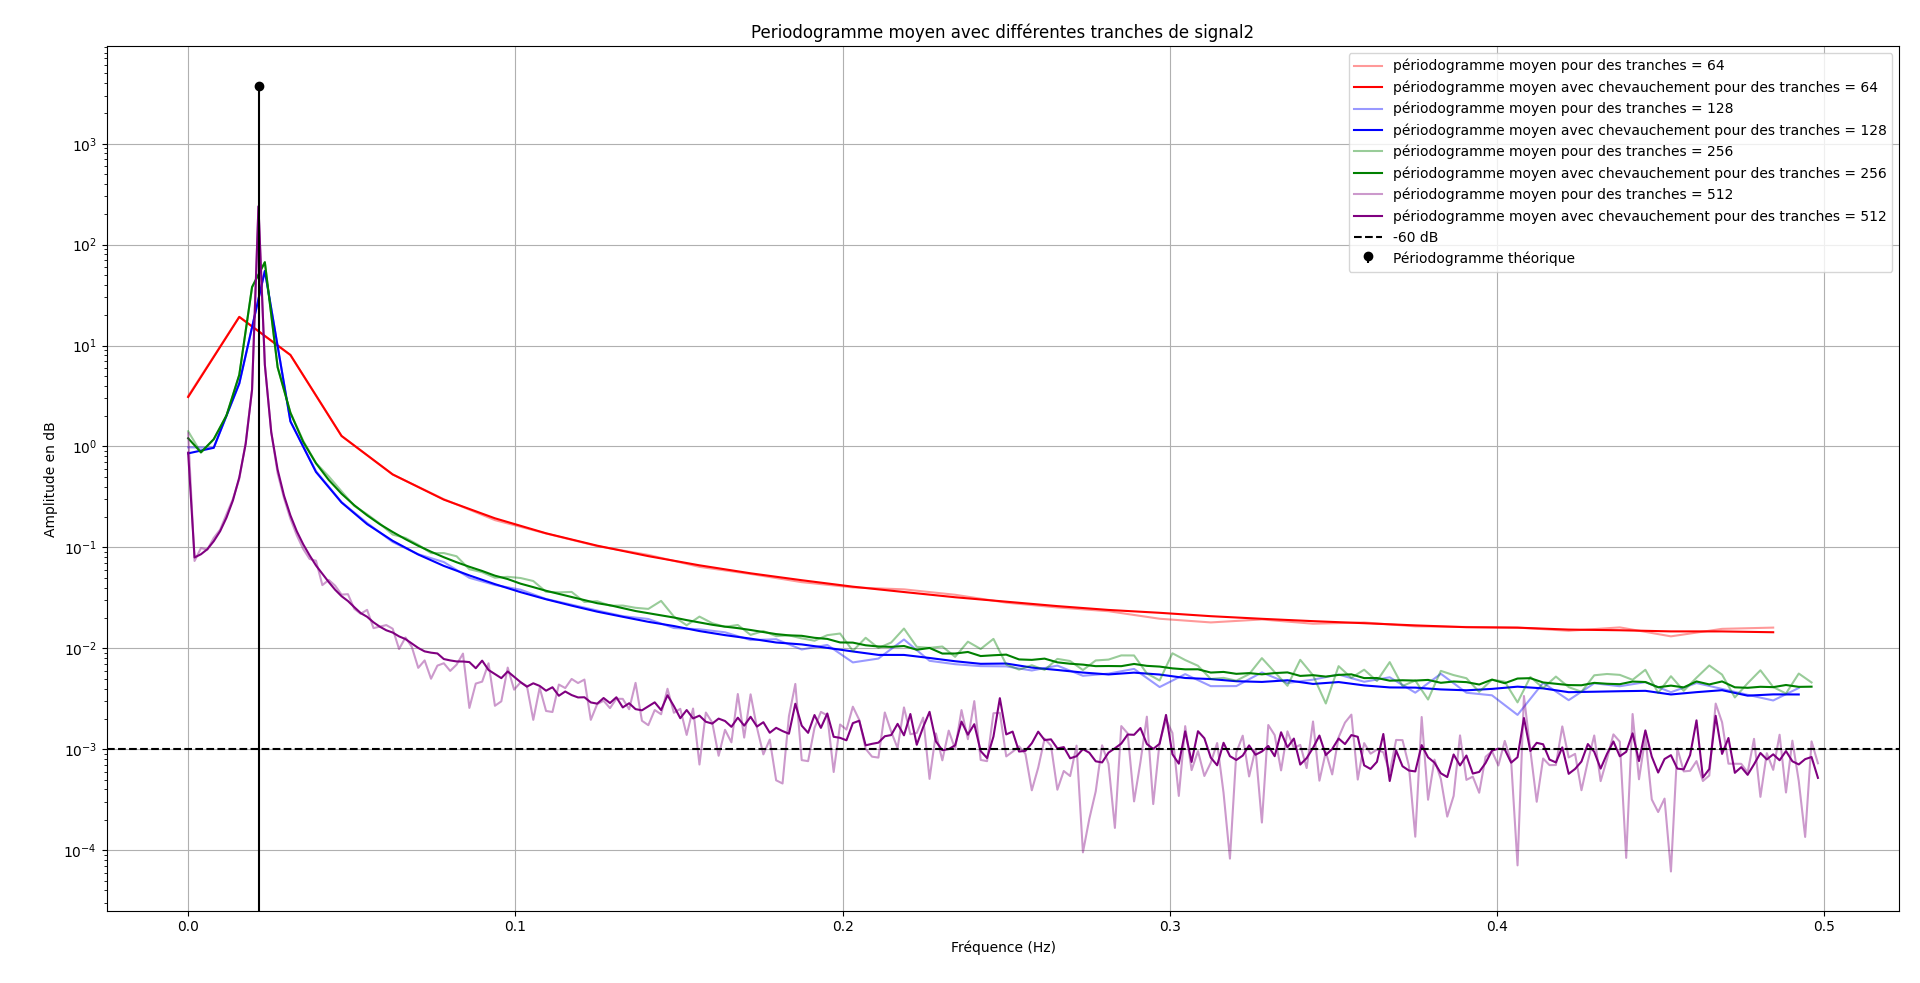 Periodogramme moyen avec différentes tranches de signal2
périodogramme moyen pour des tranches = 64
périodogramme moyen avec chevauchement pour des tranches = 64
périodogramme moyen pour des tranches = 128
périodogramme moyen avec chevauchement pour des tranches = 128
périodogramme moyen pour des tranches = 256
périodogramme moyen avec chevauchement pour des tranches = 256
périodogramme moyen pour des tranches = 512
périodogramme moyen avec chevauchement pour des tranches = 512
-60 dB
Périodogramme théorique
Amplitude en dB
10³
10²
10¹
10⁰
10⁻¹
10⁻²
10⁻³
10⁻⁴
0.0 0.1 0.2 0.3 0.4 0.5
Fréquence (Hz)